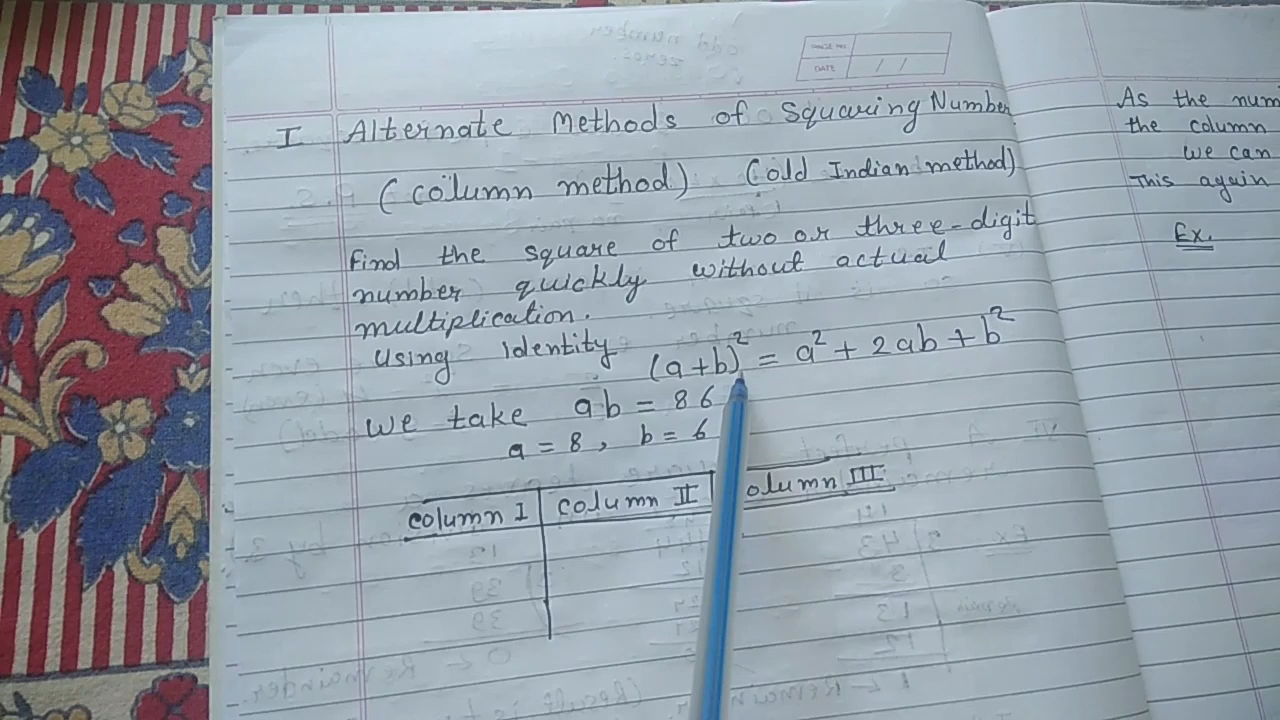 PAGE NO.
DATE / /
I Alternate Methods of Squaring Number
(column method) (old Indian method)
Find the square of two or three-digit
number quickly without actual
multiplication.
Using Identity (a+b)² = a² + 2ab + b²
We take ab = 86
a = 8, b = 6
column I column II column III
As the num
the column
we can
This again
Ex.